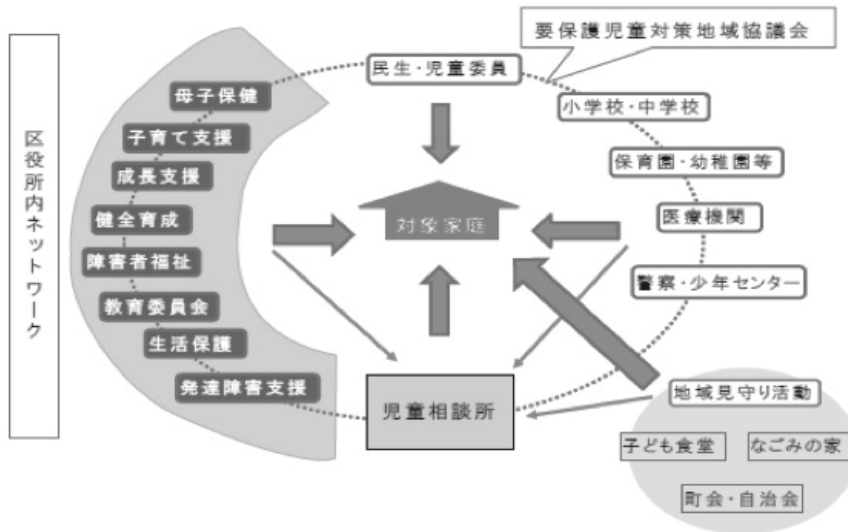 要保護児童対策地域協議会
民生・児童委員
区役所内ネットワーク
母子保健
子育て支援
成長支援
健全育成
障害者福祉
教育委員会
生活保護
発達障害支援
小学校・中学校
保育園・幼稚園等
医療機関
警察・少年センター
対象家庭
児童相談所
地域見守り活動
子ども食堂
なごみの家
町会・自治会